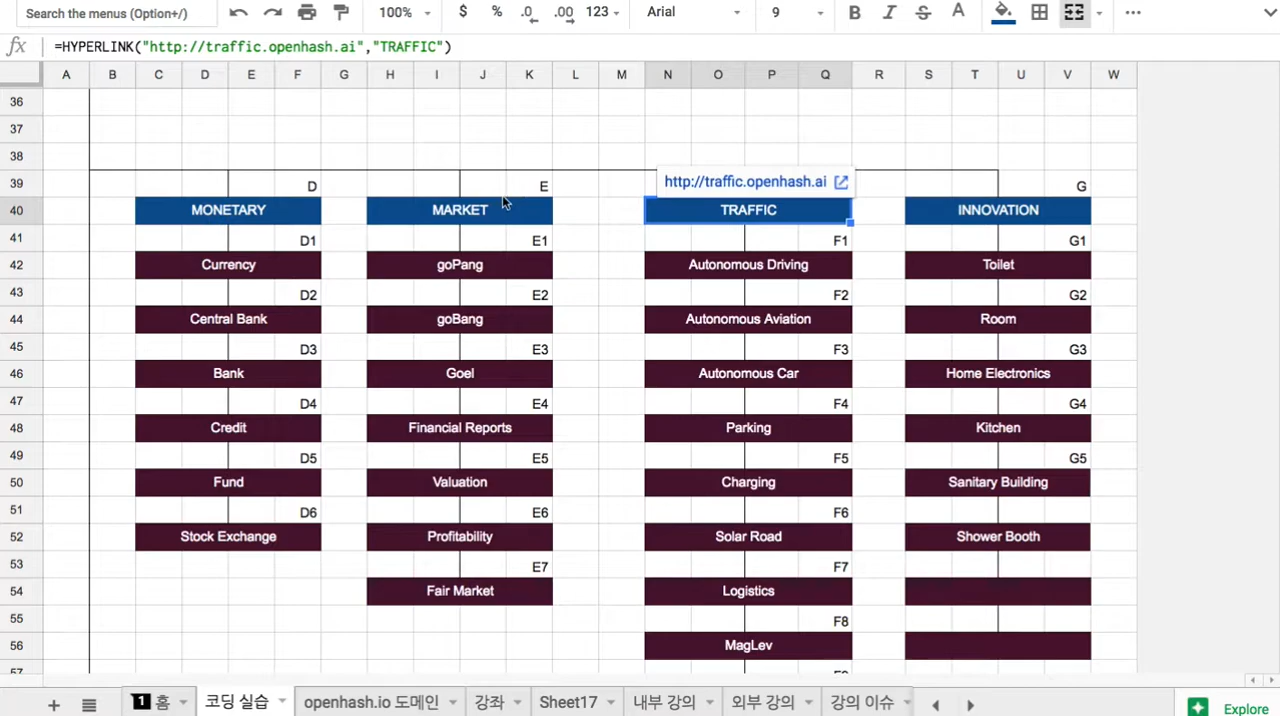 Search the menus (Option+/) 100% $ % .0 .00 123 Arial 9 B I S A
fx =HYPERLINK("http://traffic.openhash.ai","TRAFFIC")
A B C D E F G H I J K L M N O P Q R S T U V W
36
37
38
http://traffic.openhash.ai
39 D E G
40 MONETARY MARKET TRAFFIC INNOVATION
41 D1 E1 F1 G1
42 Currency goPang Autonomous Driving Toilet
43 D2 E2 F2 G2
44 Central Bank goBang Autonomous Aviation Room
45 D3 E3 F3 G3
46 Bank Goel Autonomous Car Home Electronics
47 D4 E4 F4 G4
48 Credit Financial Reports Parking Kitchen
49 D5 E5 F5 G5
50 Fund Valuation Charging Sanitary Building
51 D6 E6 F6
52 Stock Exchange Profitability Solar Road Shower Booth
53 E7 F7
54 Fair Market Logistics
55 F8
56 MagLev
57
1 홈 코딩 실습 openhash.io 도메인 강좌 Sheet17 내부 강의 외부 강의 강의 이슈 Explore